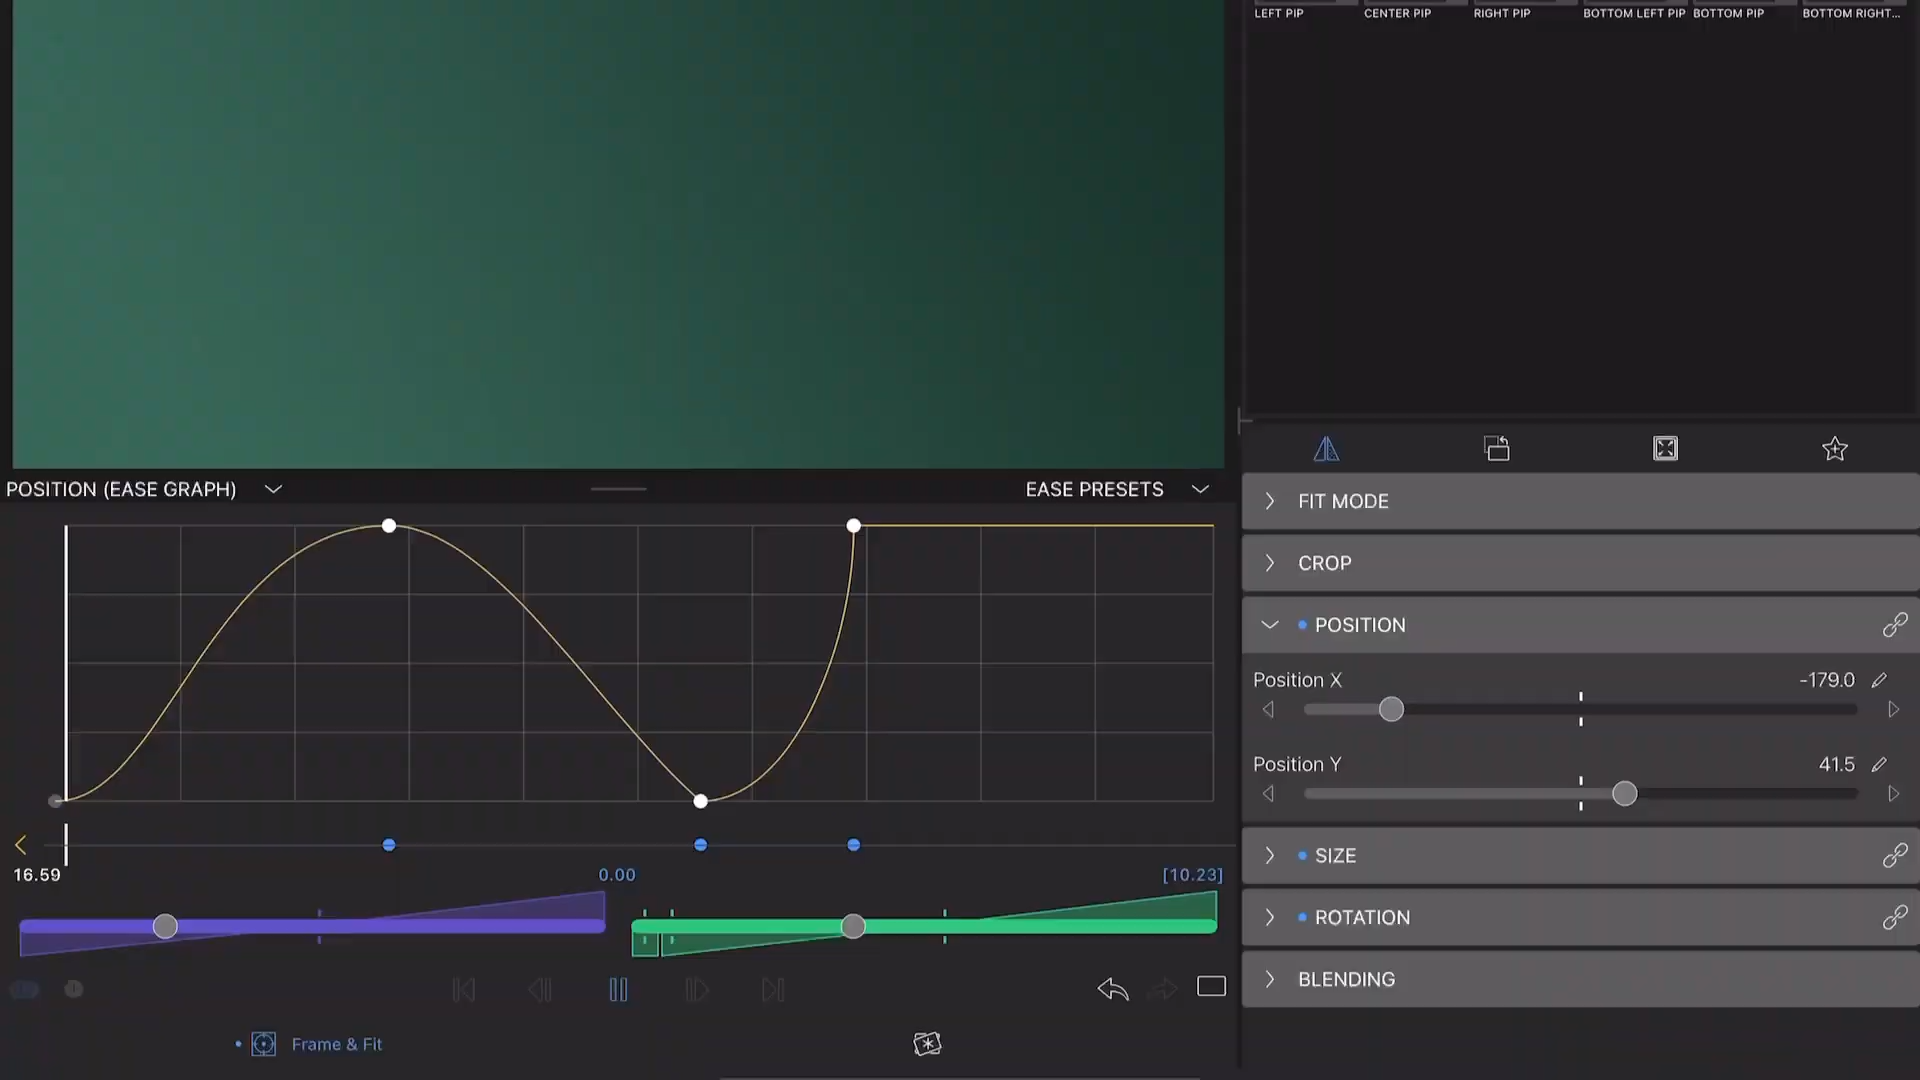 LEFT PIP
CENTER PIP
RIGHT PIP
BOTTOM LEFT PIP
BOTTOM PIP
BOTTOM RIGHT...
POSITION (EASE GRAPH)
EASE PRESETS
FIT MODE
CROP
POSITION
Position X
-179.0
Position Y
41.5
SIZE
ROTATION
BLENDING
16.59
0.00
[10.23]
Frame & Fit